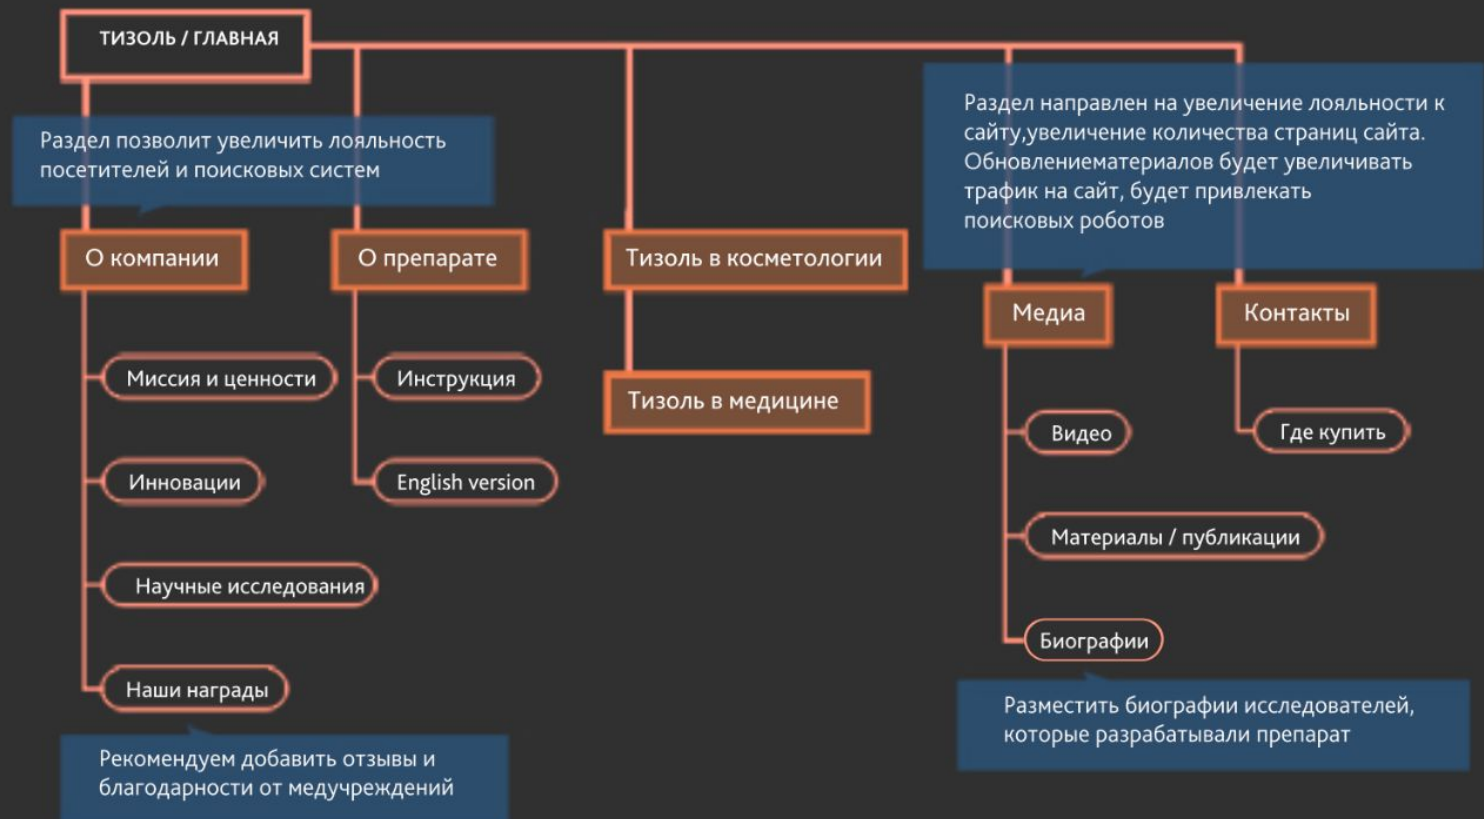 ТИЗОЛЬ / ГЛАВНАЯ
Раздел позволит увеличить лояльность
посетителей и поисковых систем
Раздел направлен на увеличение лояльности к
сайту,увеличение количества страниц сайта.
Обновлениематериалов будет увеличивать
трафик на сайт, будет привлекать
поисковых роботов
О компании
Миссия и ценности
Инновации
Научные исследования
Наши награды
Рекомендуем добавить отзывы и
благодарности от медучреждений
О препарате
Инструкция
English version
Тизоль в косметологии
Тизоль в медицине
Медиа
Видео
Материалы / публикации
Биографии
Разместить биографии исследователей,
которые разрабатывали препарат
Контакты
Где купить